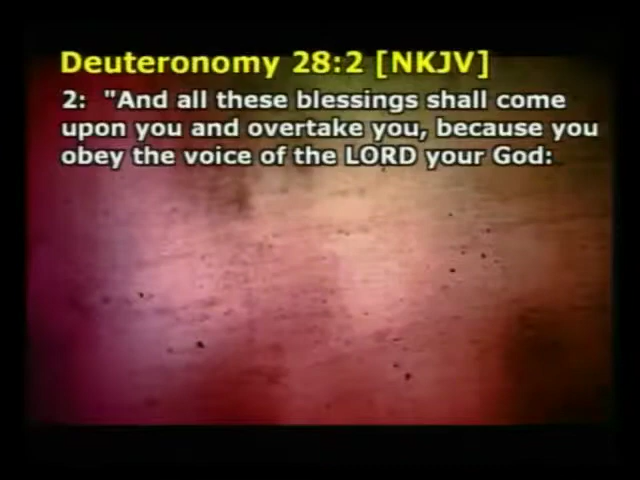 Deuteronomy 28:2 [NKJV]
2: "And all these blessings shall come
upon you and overtake you, because you
obey the voice of the LORD your God: